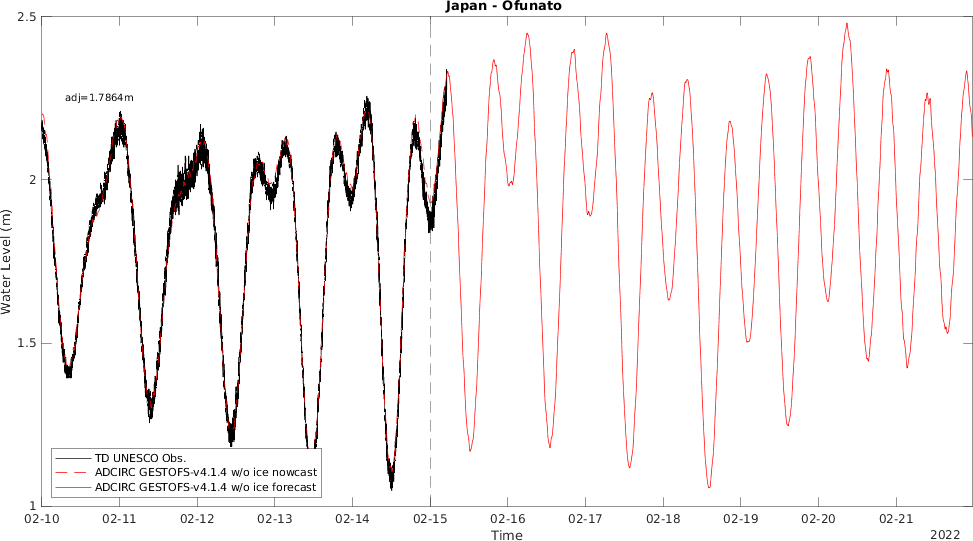 Japan - Ofunato
2.5
adj=1.7864m
2
Water Level (m)
1.5
TD UNESCO Obs.
ADCIRC GESTOFS-v4.1.4 w/o ice nowcast
ADCIRC GESTOFS-v4.1.4 w/o ice forecast
1
02-10 02-11 02-12 02-13 02-14 02-15 02-16 02-17 02-18 02-19 02-20 02-21
Time
2022